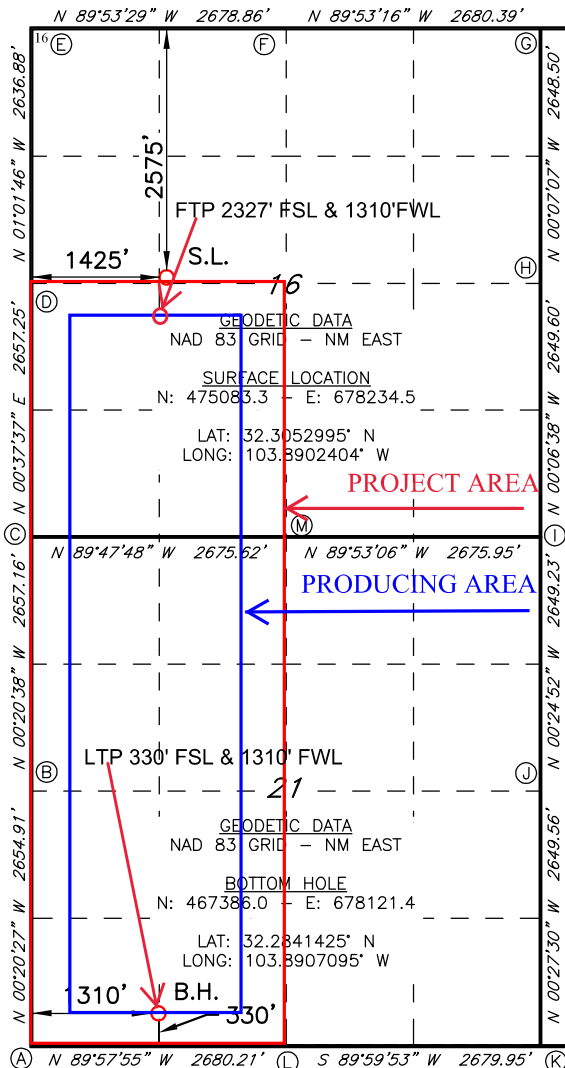 N 89°53'29" W 2678.86' N 89°53'16" W 2680.39'
16 E F G
N 01°01'46" W 2636.88'
N 00°07'07" W 2648.50'
2575'
FTP 2327' FSL & 1310'FWL
1425' S.L.
H
D
16
GEODETIC DATA
NAD 83 GRID – NM EAST
SURFACE LOCATION
N: 475083.3 – E: 678234.5
LAT: 32.3052995° N
LONG: 103.8902404° W
N 00°37'37" E 2657.25'
N 00°06'38" W 2649.60'
PROJECT AREA
C M I
N 89°47'48" W 2675.62' N 89°53'06" W 2675.95'
PRODUCING AREA
N 00°20'38" W 2657.16'
N 00°24'52" W 2649.23'
LTP 330' FSL & 1310' FWL
B J
21
GEODETIC DATA
NAD 83 GRID – NM EAST
BOTTOM HOLE
N: 467386.0 – E: 678121.4
LAT: 32.2841425° N
LONG: 103.8907095° W
N 00°20'27" W 2654.91'
N 00°27'30" W 2649.56'
1310' B.H.
330'
A N 89°57'55" W 2680.21' L S 89°59'53" W 2679.95' K